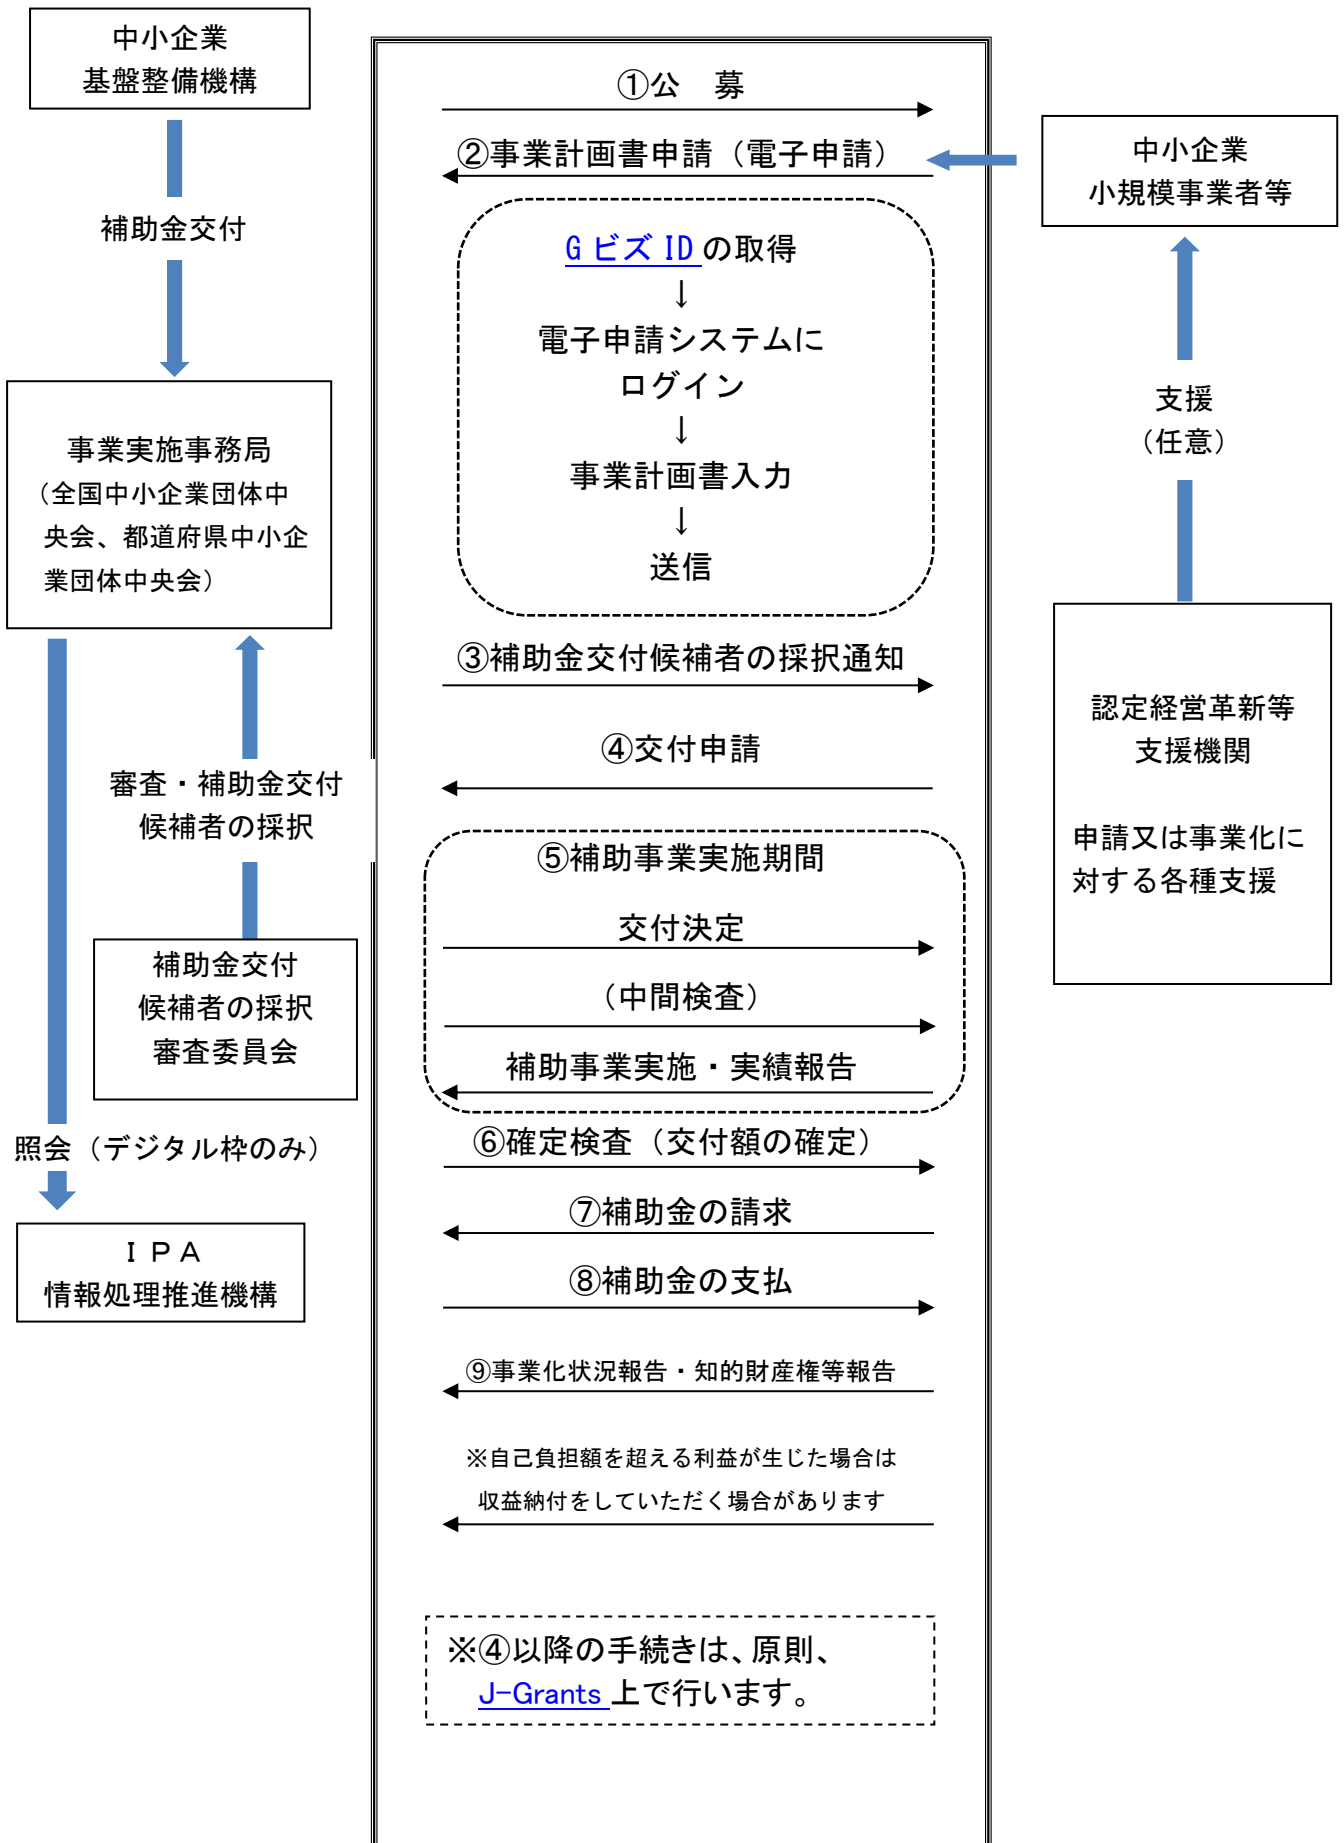 中小企業
基盤整備機構
補助金交付
事業実施事務局
（全国中小企業団体中
央会、都道府県中小企
業団体中央会）
審査・補助金交付
候補者の採択
補助金交付
候補者の採択
審査委員会
照会（デジタル枠のみ）
ＩＰＡ
情報処理推進機構
①公　募
②事業計画書申請（電子申請）
GビズIDの取得
↓
電子申請システムに
ログイン
↓
事業計画書入力
↓
送信
③補助金交付候補者の採択通知
④交付申請
⑤補助事業実施期間
交付決定
（中間検査）
補助事業実施・実績報告
⑥確定検査（交付額の確定）
⑦補助金の請求
⑧補助金の支払
⑨事業化状況報告・知的財産権等報告
※自己負担額を超える利益が生じた場合は
収益納付をしていただく場合があります
※④以降の手続きは、原則、
J-Grants 上で行います。
中小企業
小規模事業者等
支援
（任意）
認定経営革新等
支援機関
申請又は事業化に
対する各種支援